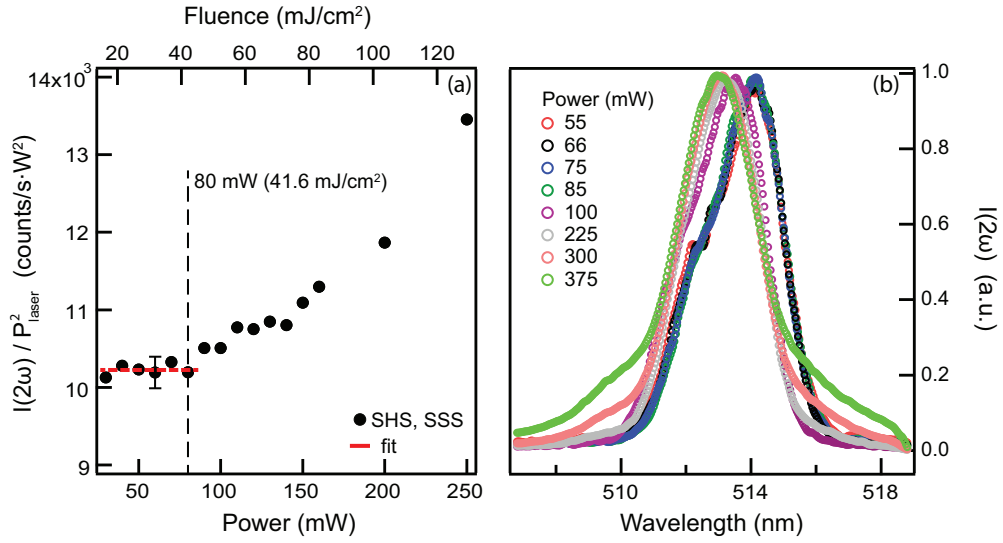 Fluence (mJ/cm²)
20 40 60 80 100 120
14x10³
13
12
11
10
9
I(2ω) / P²laser (counts/s·W²)
(a)
80 mW (41.6 mJ/cm²)
SHS, SSS
fit
50 100 150 200 250
Power (mW)
(b)
Power (mW)
55
66
75
85
100
225
300
375
1.0
0.8
0.6
0.4
0.2
0.0
I(2ω) (a.u.)
510 514 518
Wavelength (nm)